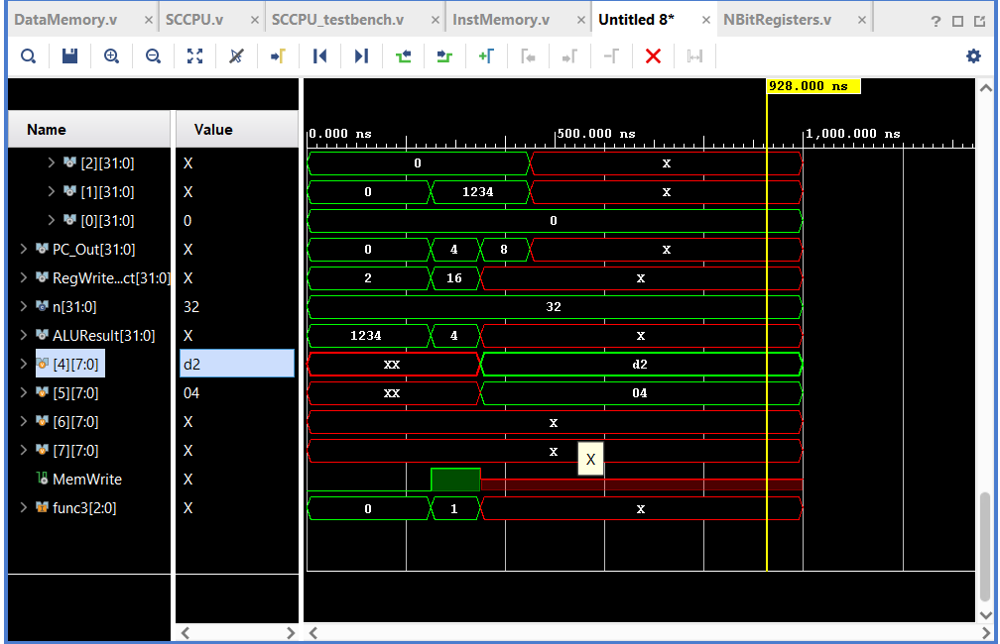 DataMemory.v × SCCPU.v × SCCPU_testbench.v × InstMemory.v × Untitled 8* × NBitRegisters.v × ?
928.000 ns
Name Value
0.000 ns 500.000 ns 1,000.000 ns
[2][31:0] X 0 X
[1][31:0] X 0 1234 X
[0][31:0] 0 0
PC_Out[31:0] X 0 4 8 X
RegWrite...ct[31:0] X 2 16 X
n[31:0] 32 32
ALUResult[31:0] X 1234 4 X
[4][7:0] d2 XX d2
[5][7:0] 04 XX 04
[6][7:0] X X
[7][7:0] X X
X
MemWrite X
func3[2:0] X 0 1 X